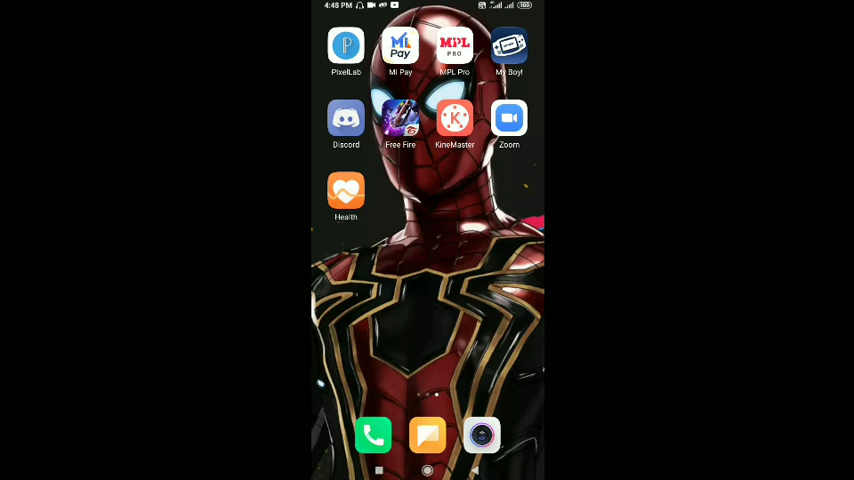 4:48 PM
100
PixelLab Mi Pay MPL Pro My Boy!
MPL
PRO
Mi
Pay
Discord Free Fire KineMaster Zoom
Health